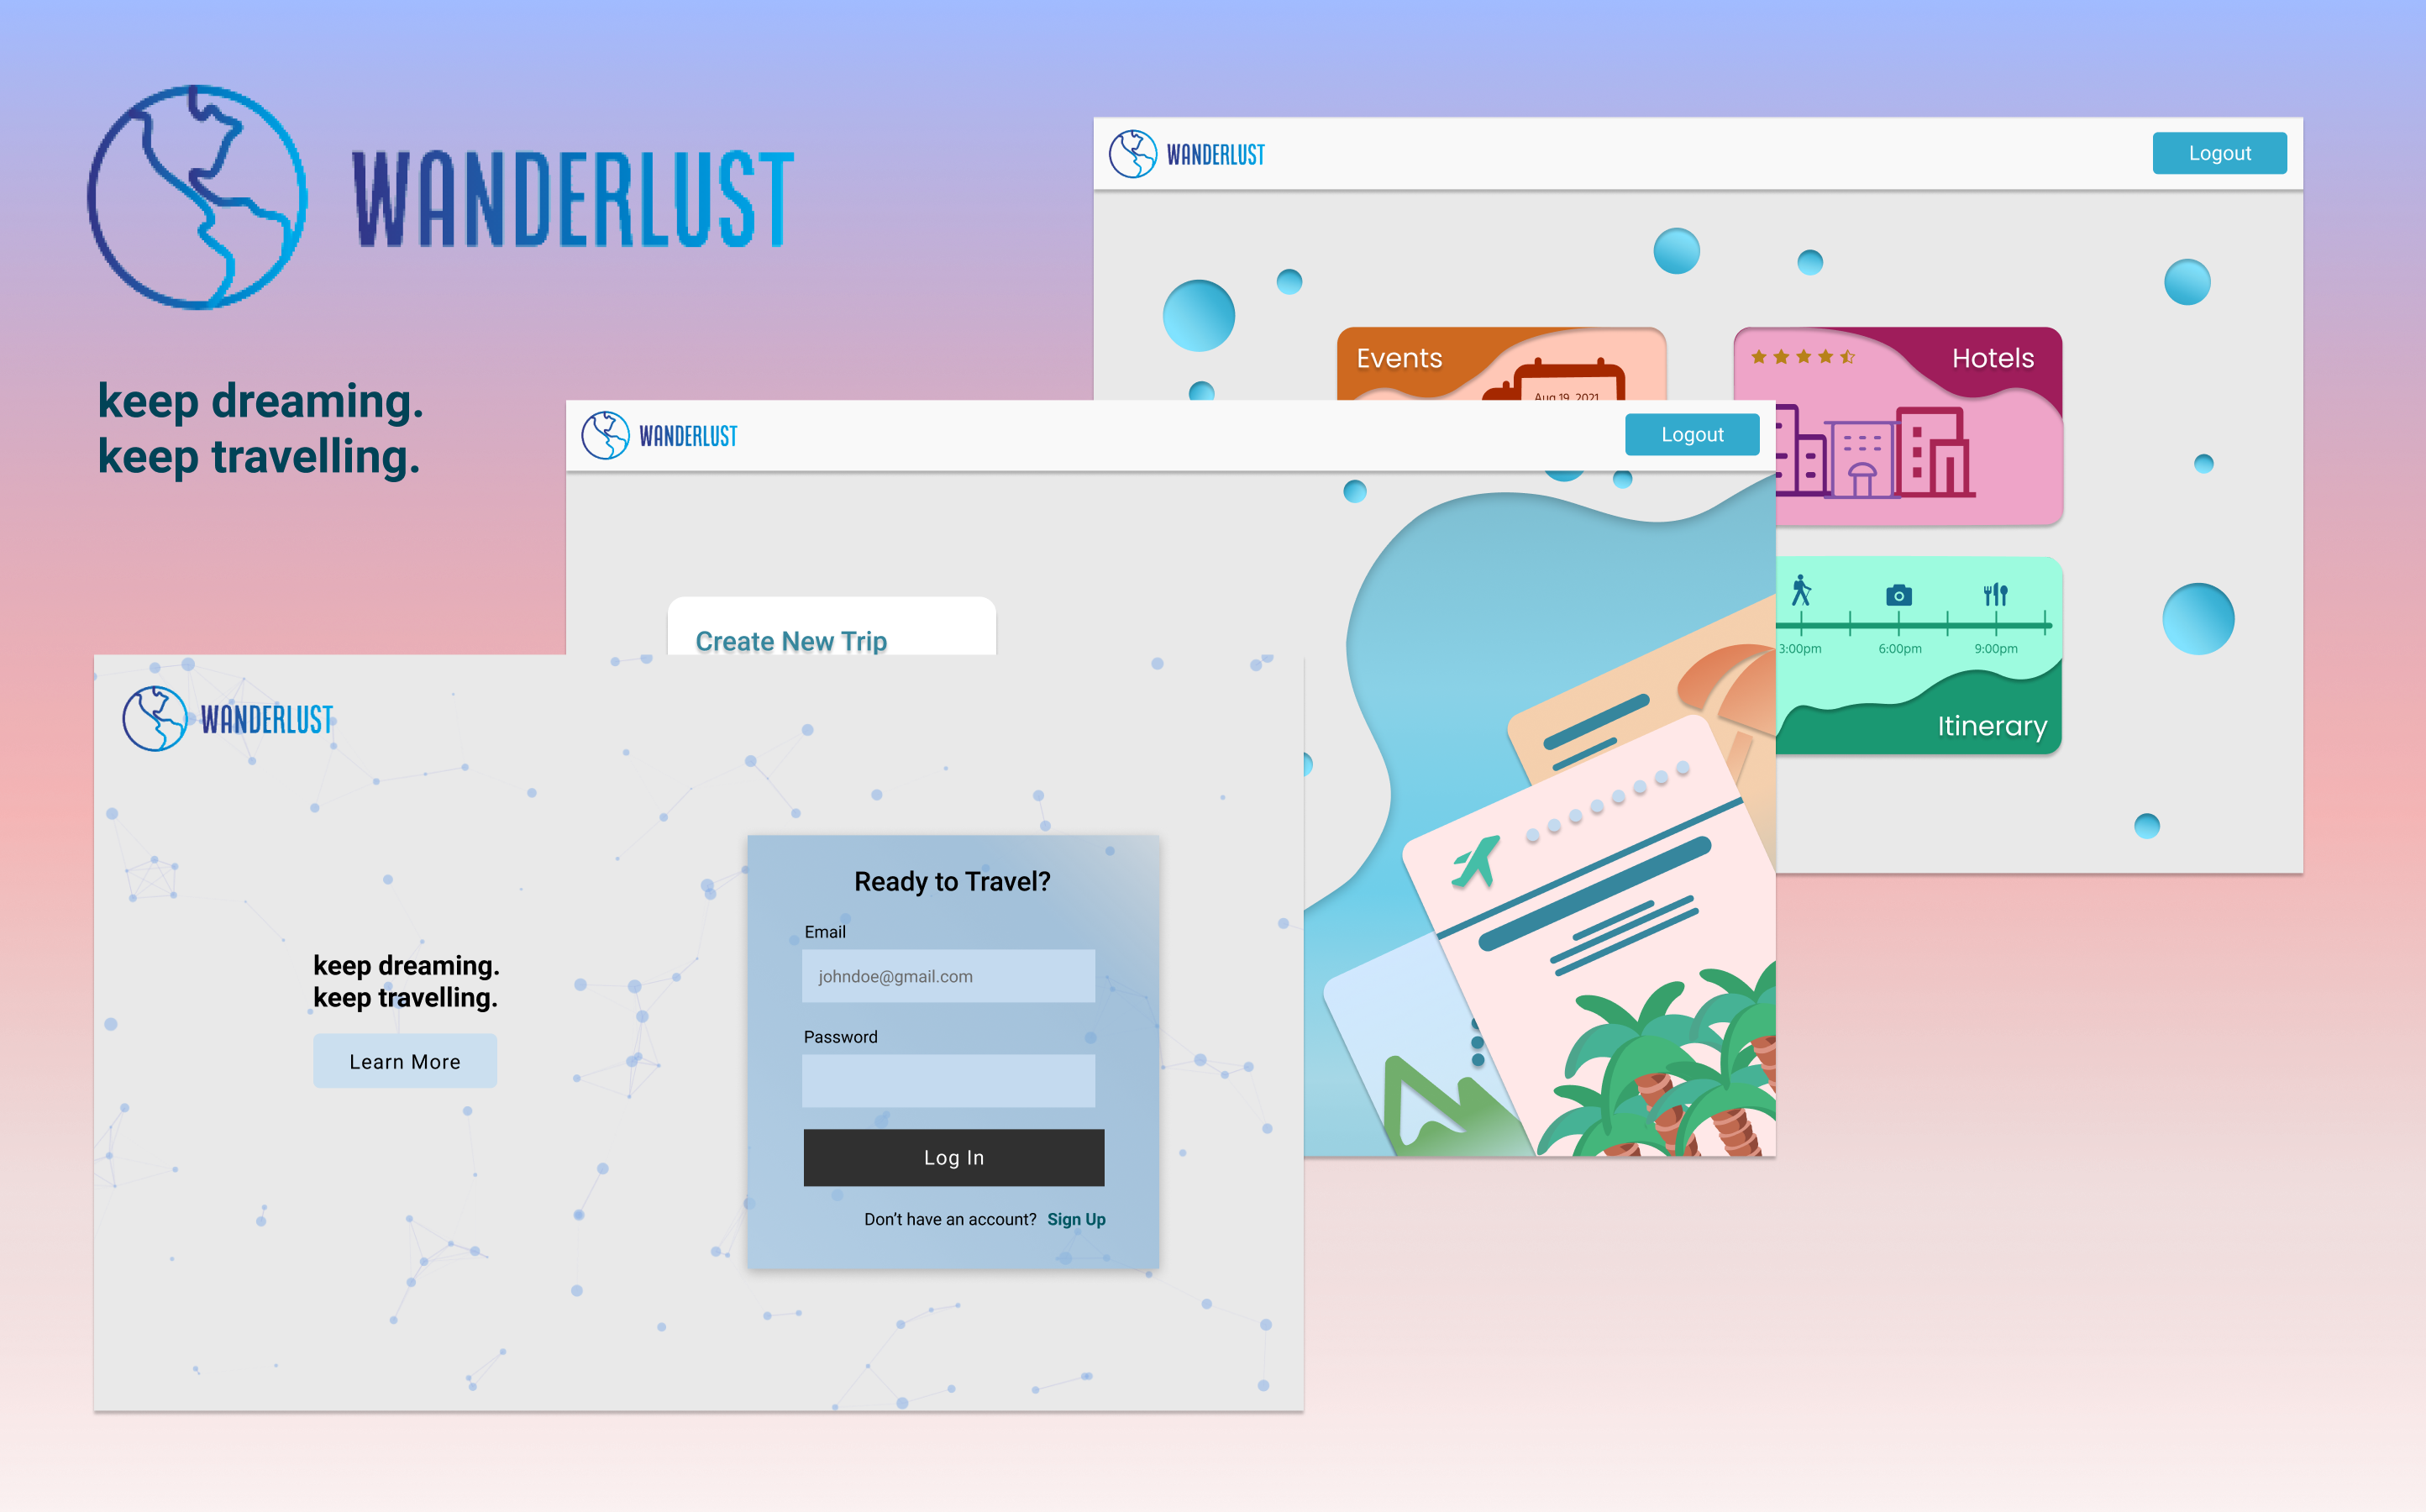 WANDERLUST
keep dreaming.
keep travelling.
WANDERLUST
Logout
Events
Aug 19, 2021
Hotels
3:00pm
6:00pm
9:00pm
Itinerary
WANDERLUST
Logout
Create New Trip
WANDERLUST
keep dreaming.
keep travelling.
Learn More
Ready to Travel?
Email
johndoe@gmail.com
Password
Log In
Don't have an account? Sign Up